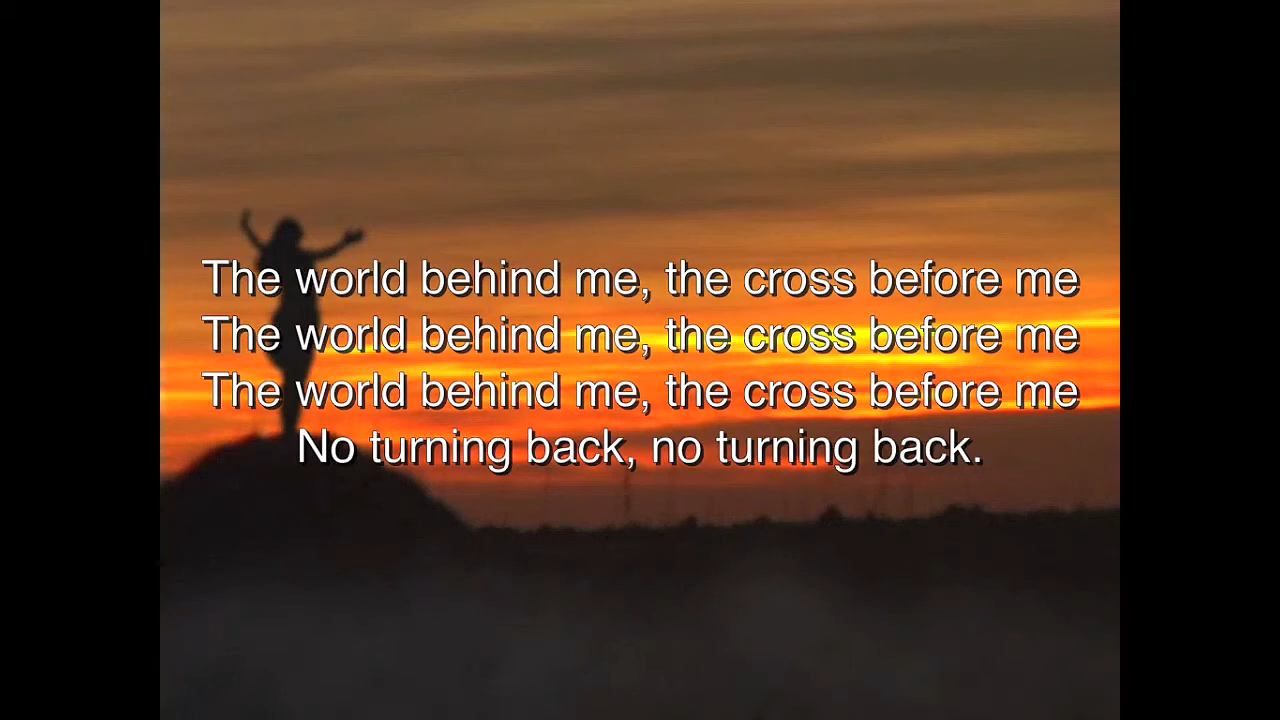 The world behind me, the cross before me
The world behind me, the cross before me
The world behind me, the cross before me
No turning back, no turning back.